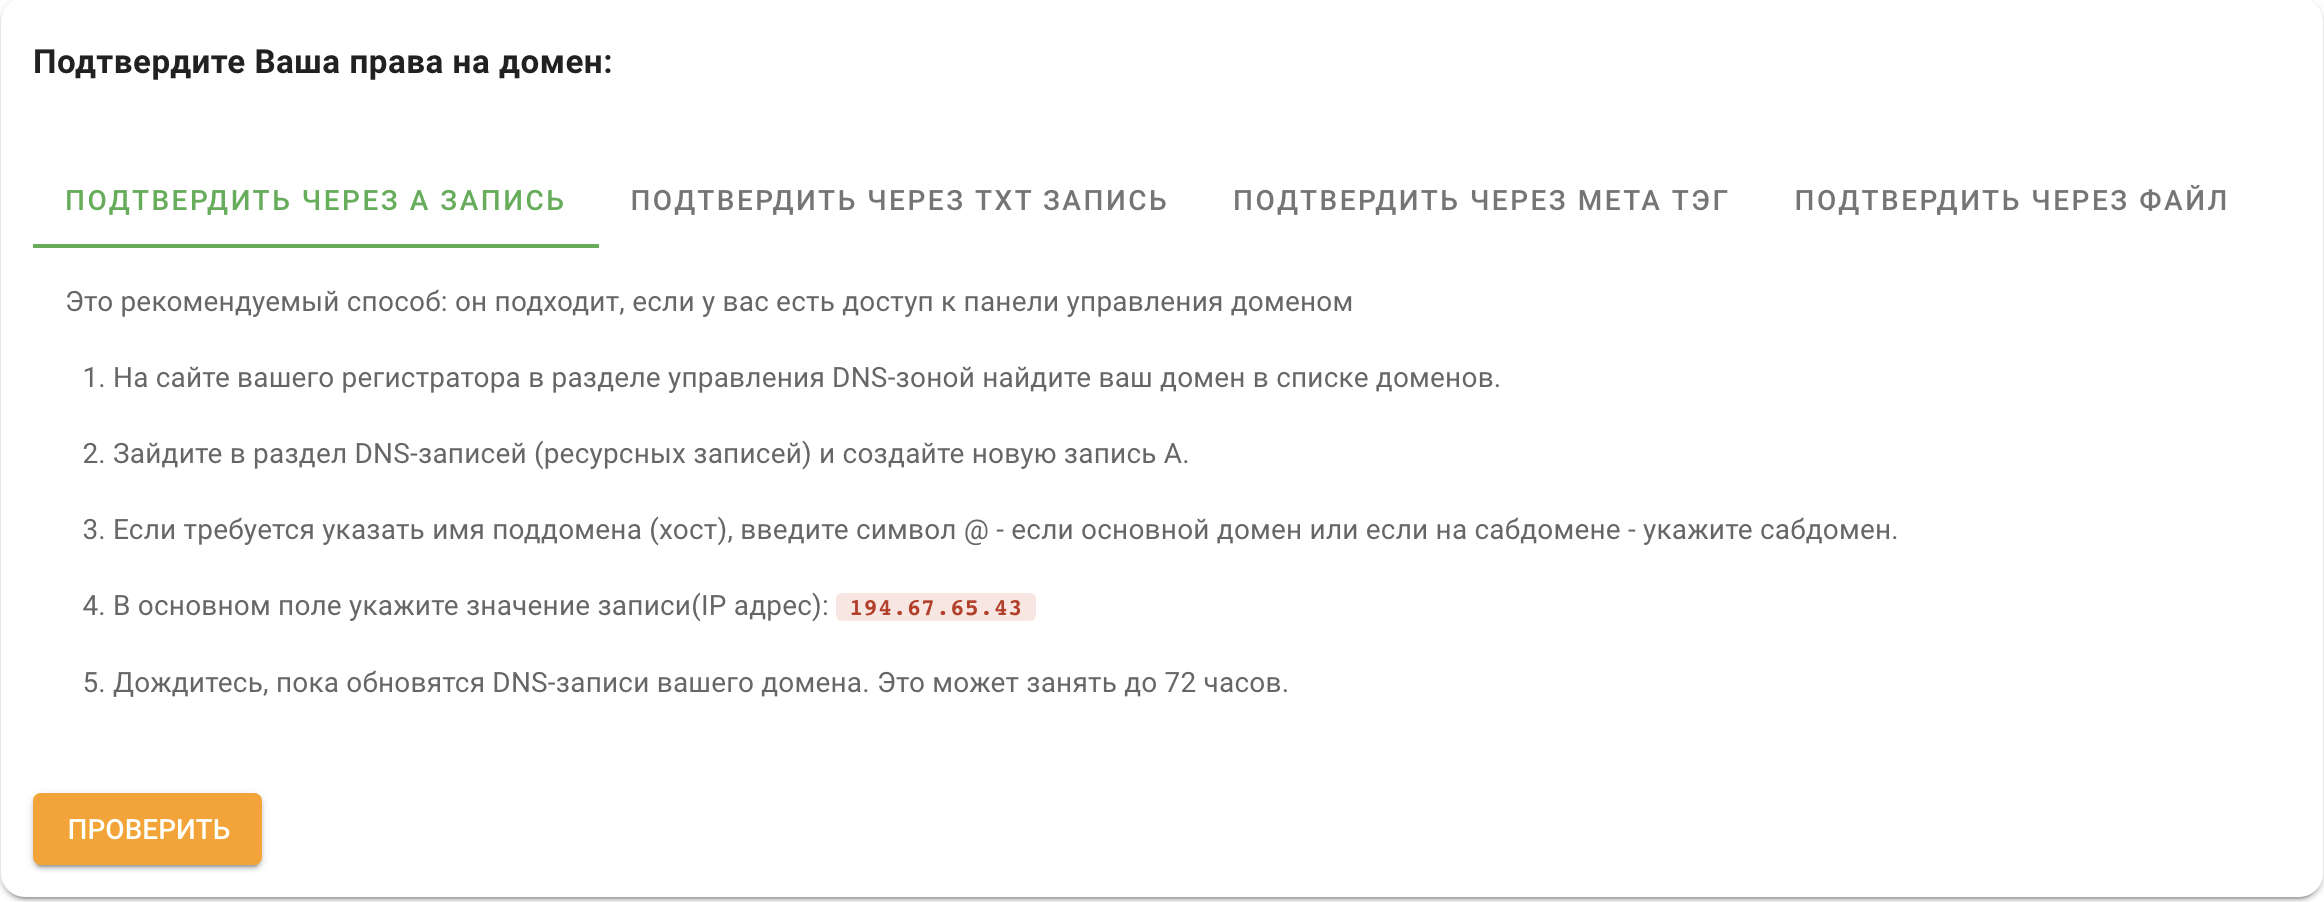 Подтвердите Ваша права на домен:
ПОДТВЕРДИТЬ ЧЕРЕЗ А ЗАПИСЬ ПОДТВЕРДИТЬ ЧЕРЕЗ TXT ЗАПИСЬ ПОДТВЕРДИТЬ ЧЕРЕЗ МЕТА ТЭГ ПОДТВЕРДИТЬ ЧЕРЕЗ ФАЙЛ
Это рекомендуемый способ: он подходит, если у вас есть доступ к панели управления доменом
1. На сайте вашего регистратора в разделе управления DNS-зоной найдите ваш домен в списке доменов.
2. Зайдите в раздел DNS-записей (ресурсных записей) и создайте новую запись A.
3. Если требуется указать имя поддомена (хост), введите символ @ - если основной домен или если на сабдомене - укажите сабдомен.
4. В основном поле укажите значение записи(IP адрес): 194.67.65.43
5. Дождитесь, пока обновятся DNS-записи вашего домена. Это может занять до 72 часов.
ПРОВЕРИТЬ